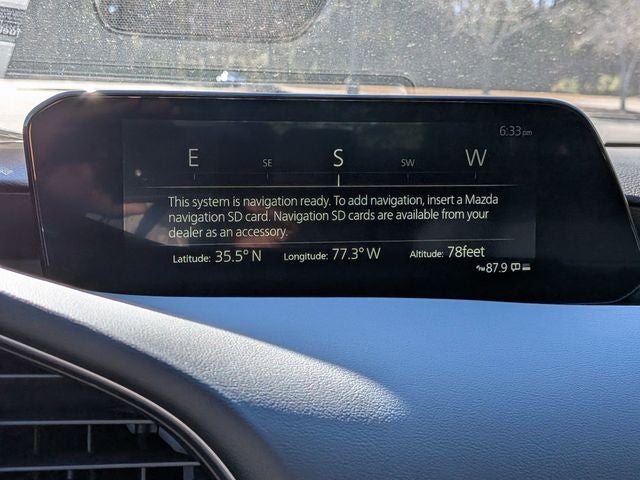 6:33pm
E SE S SW W
This system is navigation ready. To add navigation, insert a Mazda
navigation SD card. Navigation SD cards are available from your
dealer as an accessory.
Latitude: 35.5° N Longitude: 77.3° W Altitude: 78feet
87.9